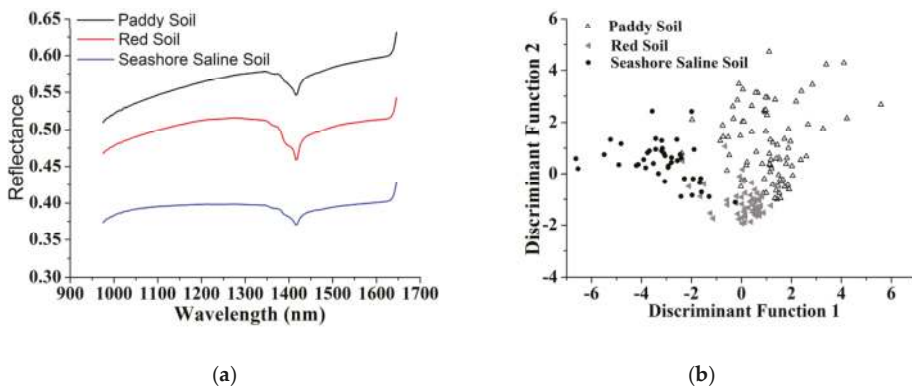 0.65
0.60
0.55
0.50
0.45
0.40
0.35
0.30
Reflectance
Paddy Soil
Red Soil
Seashore Saline Soil
900 1000 1100 1200 1300 1400 1500 1600 1700
Wavelength (nm)
(a)
6
4
2
0
-2
-4
Discriminant Function 2
Paddy Soil
Red Soil
Seashore Saline Soil
-6 -4 -2 0 2 4 6
Discriminant Function 1
(b)